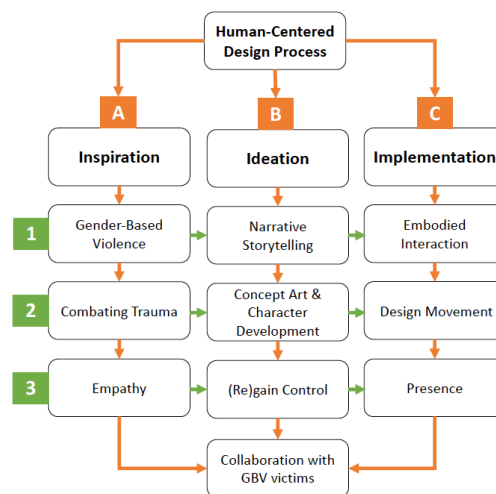 Human-Centered
Design Process
A
B
C
Inspiration
Ideation
Implementation
1
Gender-Based
Violence
Narrative
Storytelling
Embodied
Interaction
2
Combating Trauma
Concept Art &
Character
Development
Design Movement
3
Empathy
(Re)gain Control
Presence
Collaboration with
GBV victims